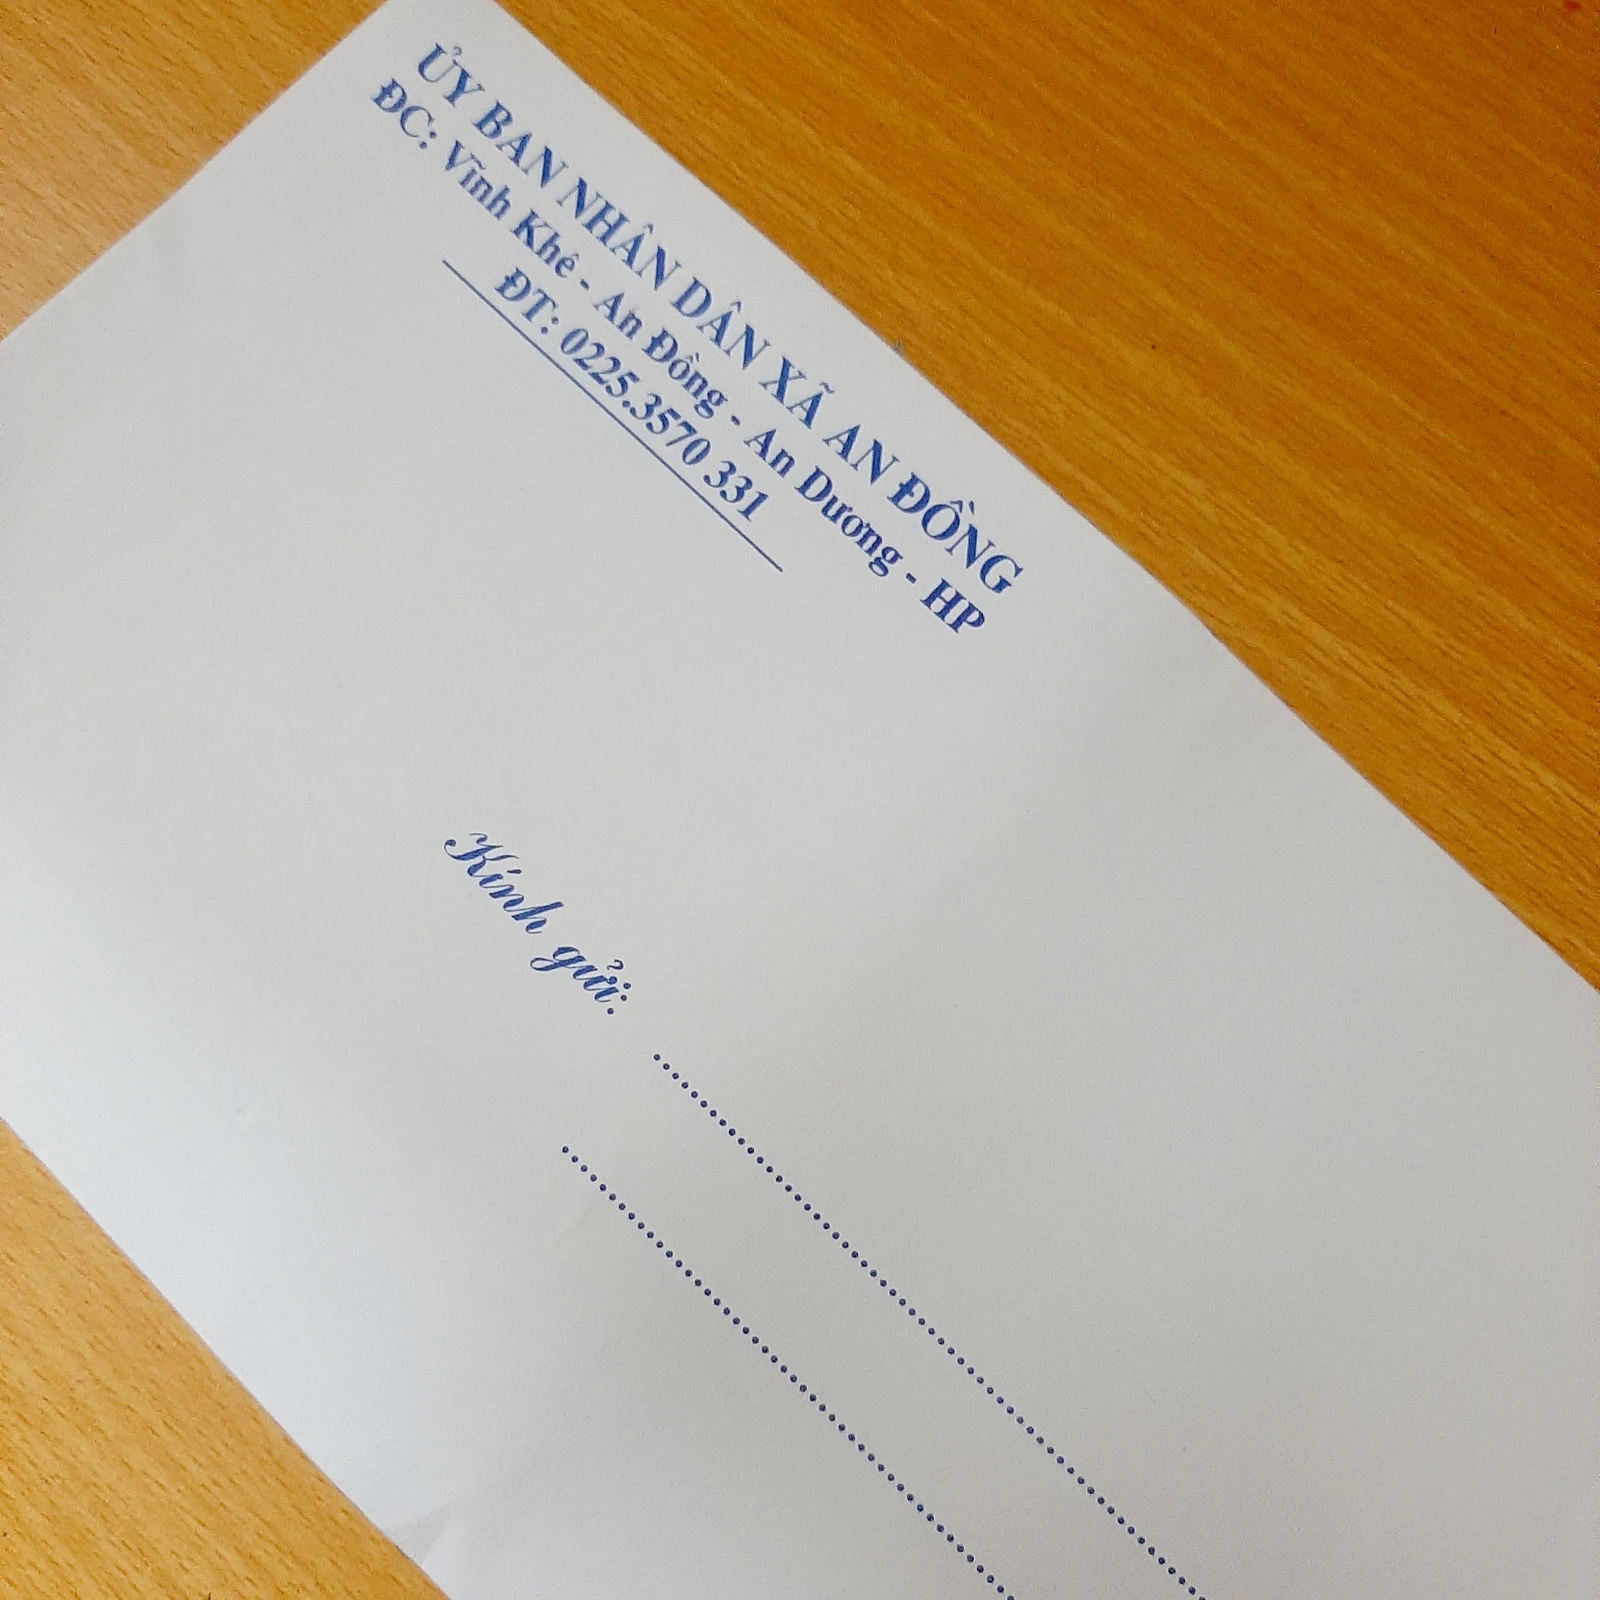 ỦY BAN NHÂN DÂN XÃ AN ĐỒNG
ĐC: Vĩnh Khê - An Đồng - An Dương - HP
ĐT: 0225.3570 331
Kính gửi: ........................................................
........................................................